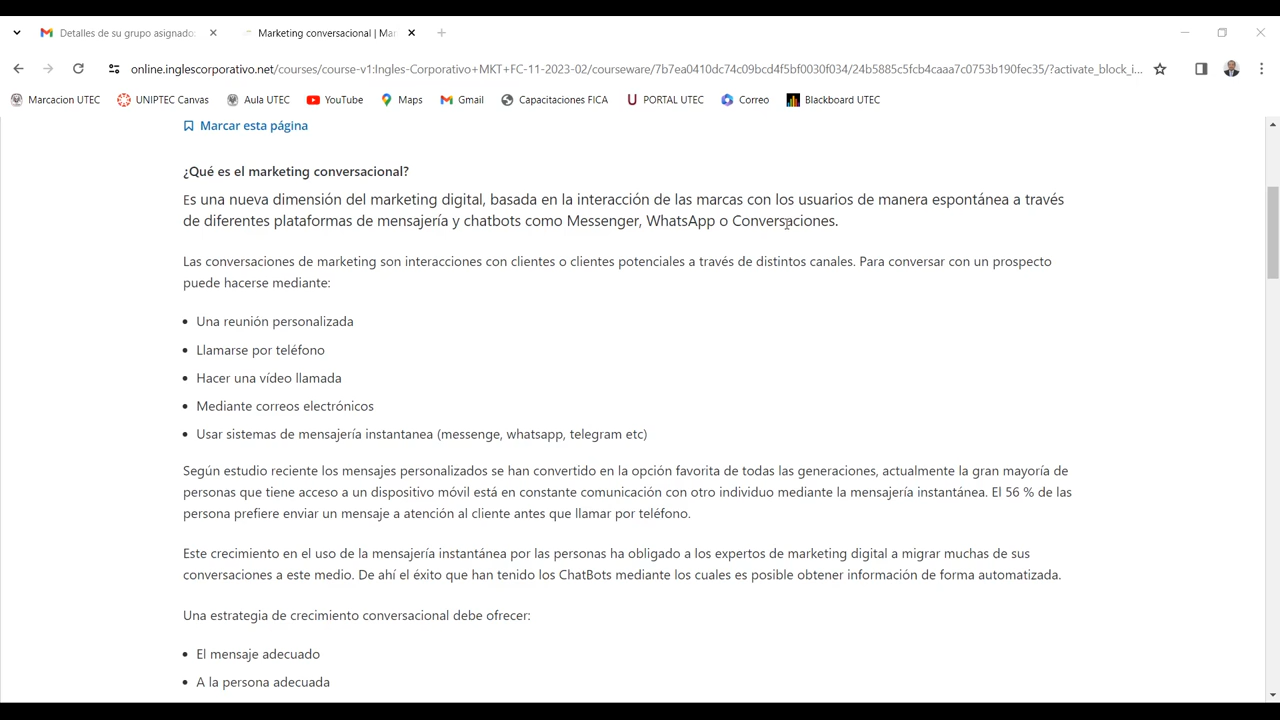 Detalles de su grupo asignado
Marketing conversacional | Mar
online.inglescorporativo.net/courses/course-v1:Ingles-Corporativo+MKT+FC-11-2023-02/courseware/7b7ea0410dc74c09bcd4f5bf0030f034/24b5885c5fcb4caaa7c0753b190fec35/?activate_block_i...
Marcacion UTEC UNIPTEC Canvas Aula UTEC YouTube Maps Gmail Capacitaciones FICA PORTAL UTEC Correo Blackboard UTEC
Marcar esta página
¿Qué es el marketing conversacional?
Es una nueva dimensión del marketing digital, basada en la interacción de las marcas con los usuarios de manera espontánea a través
de diferentes plataformas de mensajería y chatbots como Messenger, WhatsApp o Conversaciones.
Las conversaciones de marketing son interacciones con clientes o clientes potenciales a través de distintos canales. Para conversar con un prospecto
puede hacerse mediante:
• Una reunión personalizada
• Llamarse por teléfono
• Hacer una vídeo llamada
• Mediante correos electrónicos
• Usar sistemas de mensajería instantanea (messenge, whatsapp, telegram etc)
Según estudio reciente los mensajes personalizados se han convertido en la opción favorita de todas las generaciones, actualmente la gran mayoría de
personas que tiene acceso a un dispositivo móvil está en constante comunicación con otro individuo mediante la mensajería instantánea. El 56 % de las
persona prefiere enviar un mensaje a atención al cliente antes que llamar por teléfono.
Este crecimiento en el uso de la mensajería instantánea por las personas ha obligado a los expertos de marketing digital a migrar muchas de sus
conversaciones a este medio. De ahí el éxito que han tenido los ChatBots mediante los cuales es posible obtener información de forma automatizada.
Una estrategia de crecimiento conversacional debe ofrecer:
• El mensaje adecuado
• A la persona adecuada